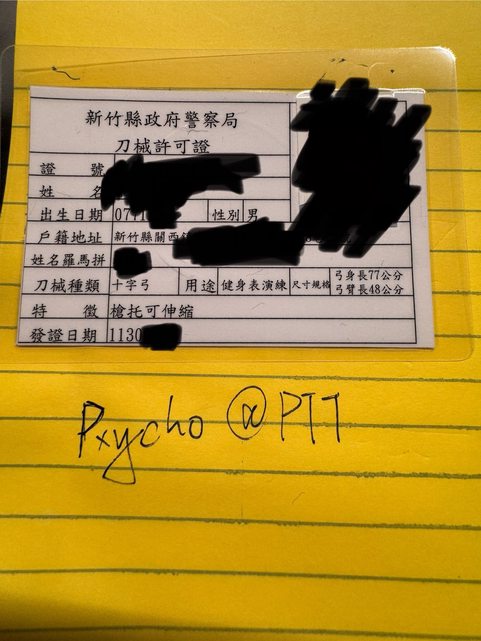 新竹縣政府警察局
刀械許可證
證 號
姓 名
出生日期 07 性別 男
戶籍地址 新竹縣關西
姓名羅馬拼
刀械種類 十字弓 用途 健身表演練 尺寸規格 弓身長77公分 弓臂長48公分
特 徵 槍托可伸縮
發證日期 1130
Pxycho @PTT